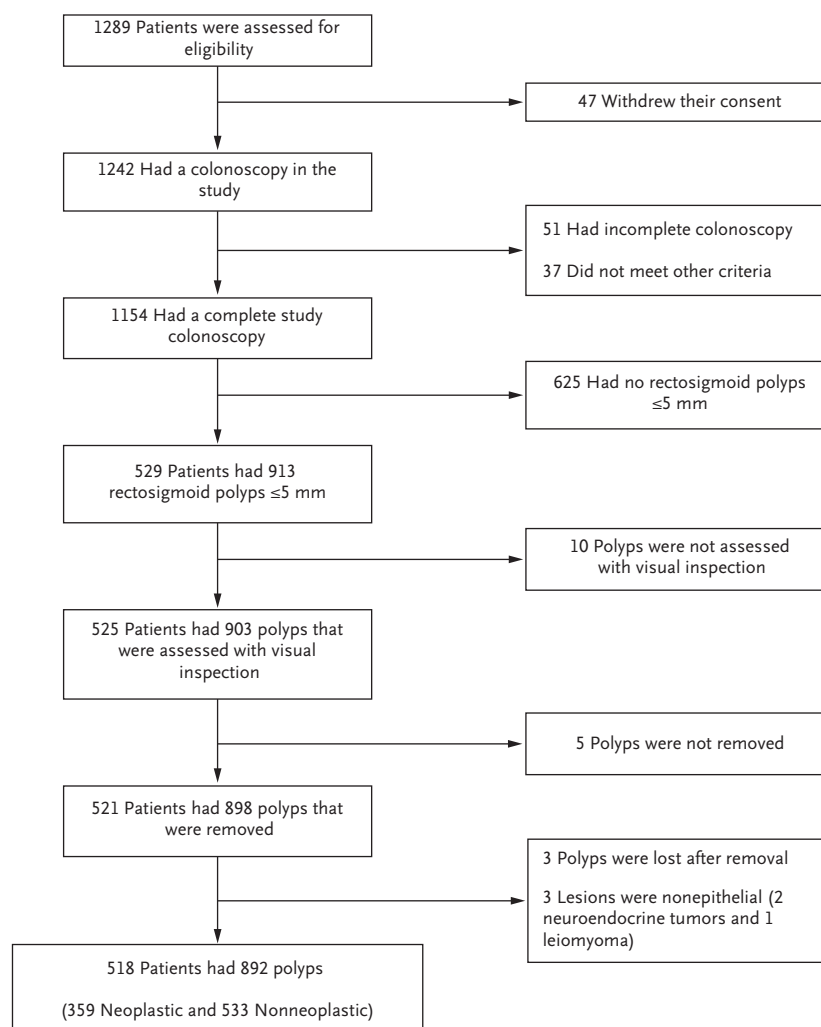 1289 Patients were assessed for
eligibility
47 Withdrew their consent
1242 Had a colonoscopy in the
study
51 Had incomplete colonoscopy
37 Did not meet other criteria
1154 Had a complete study
colonoscopy
625 Had no rectosigmoid polyps
≤5 mm
529 Patients had 913
rectosigmoid polyps ≤5 mm
10 Polyps were not assessed
with visual inspection
525 Patients had 903 polyps that
were assessed with visual
inspection
5 Polyps were not removed
521 Patients had 898 polyps that
were removed
3 Polyps were lost after removal
3 Lesions were nonepithelial (2
neuroendocrine tumors and 1
leiomyoma)
518 Patients had 892 polyps
(359 Neoplastic and 533 Nonneoplastic)